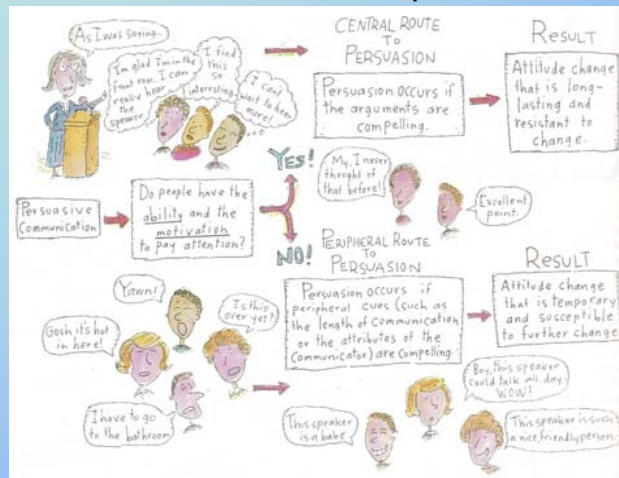 As I was saying...
I'm glad I'm in the
front row. I can
really hear
the
speaker.
I find
this
so
interesting.
I can't
wait to hear
more!
CENTRAL ROUTE
TO
PERSUASION
Persuasion occurs if
the arguments are
compelling.
RESULT
Attitude change
that is long-
lasting and
resistant to
change.
Persuasive
Communication
Do people have the
ability and the
motivation
to pay attention?
YES!
NO!
My, I never
thought of
that before!
Excellent
point.
PERIPHERAL ROUTE
TO
PERSUASION
Persuasion occurs if
peripheral cues (such as
the length of communication
or the attributes of the
communicator) are compelling.
RESULT
Attitude change
that is temporary
and susceptible
to further change
Yawn!
Is this
over yet?
Gosh it's hot
in here!
I have to go
to the bathroom
This speaker
is a babe
Boy, this speaker
could talk all day.
WOW!
This speaker is such
a nice, friendly person.